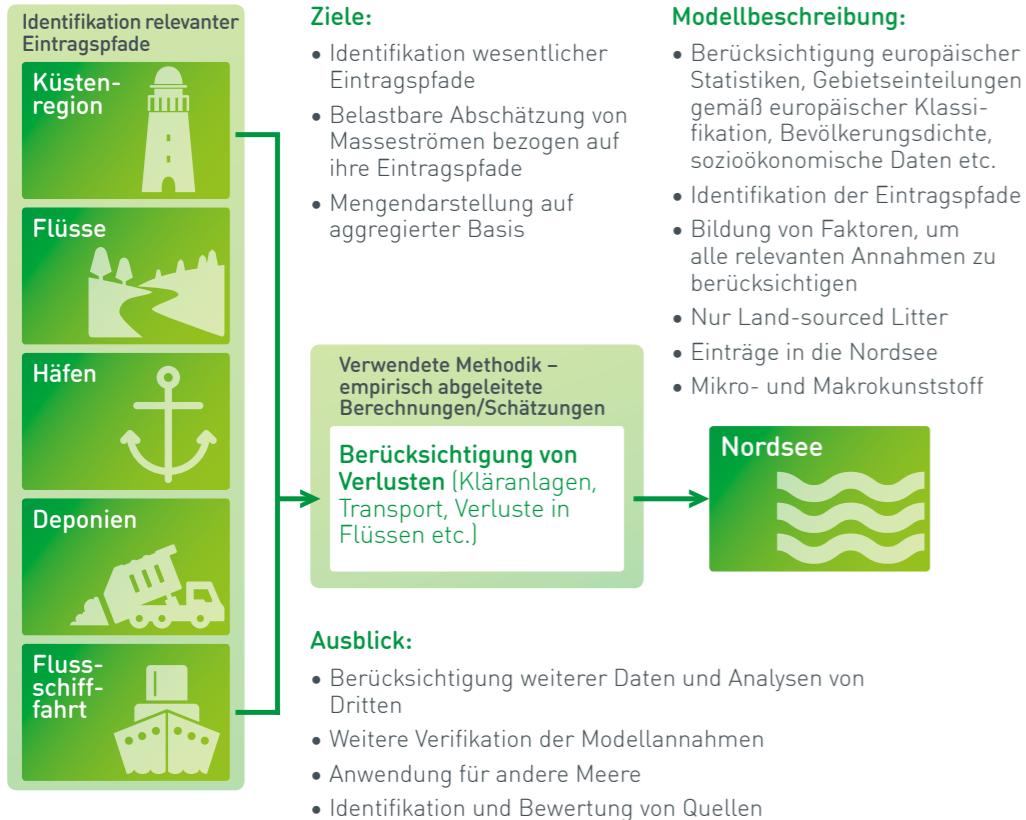 Identifikation relevanter
Eintragspfade
Küsten-
region
Flüsse
Häfen
Deponien
Fluss-
schiff-
fahrt
Ziele:
• Identifikation wesentlicher
Eintragspfade
• Belastbare Abschätzung von
Masseströmen bezogen auf
ihre Eintragspfade
• Mengendarstellung auf
aggregierter Basis
Modellbeschreibung:
• Berücksichtigung europäischer
Statistiken, Gebietseinteilungen
gemäß europäischer Klassi-
fikation, Bevölkerungsdichte,
sozioökonomische Daten etc.
• Identifikation der Eintragspfade
• Bildung von Faktoren, um
alle relevanten Annahmen zu
berücksichtigen
• Nur Land-sourced Litter
• Einträge in die Nordsee
• Mikro- und Makrokunststoff
Verwendete Methodik –
empirisch abgeleitete
Berechnungen/Schätzungen
Berücksichtigung von
Verlusten (Kläranlagen,
Transport, Verluste in
Flüssen etc.)
Nordsee
Ausblick:
• Berücksichtigung weiterer Daten und Analysen von
Dritten
• Weitere Verifikation der Modellannahmen
• Anwendung für andere Meere
• Identifikation und Bewertung von Quellen